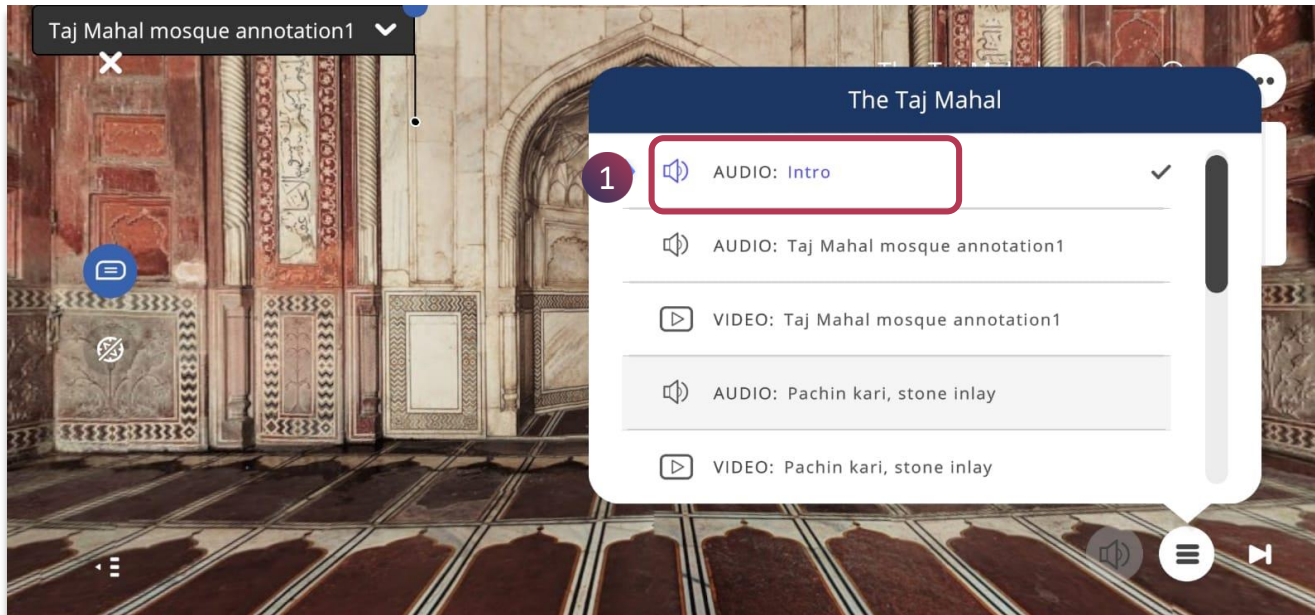 Taj Mahal mosque annotation1
The Taj Mahal
1
AUDIO: Intro
AUDIO: Taj Mahal mosque annotation1
VIDEO: Taj Mahal mosque annotation1
AUDIO: Pachin kari, stone inlay
VIDEO: Pachin kari, stone inlay